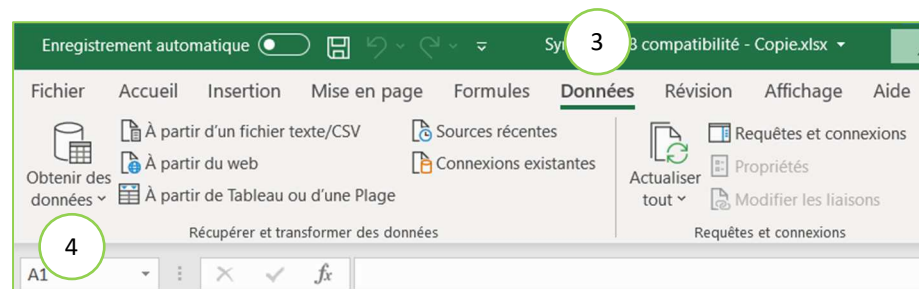 Enregistrement automatique
3
8 compatibilité - Copie.xlsx
Fichier Accueil Insertion Mise en page Formules Données Révision Affichage Aide
À partir d'un fichier texte/CSV
À partir du web
À partir de Tableau ou d'une Plage
Sources récentes
Connexions existantes
Obtenir des
données
Récupérer et transformer des données
Actualiser
tout
Requêtes et connexions
Propriétés
Modifier les liaisons
Requêtes et connexions
4
A1
fx